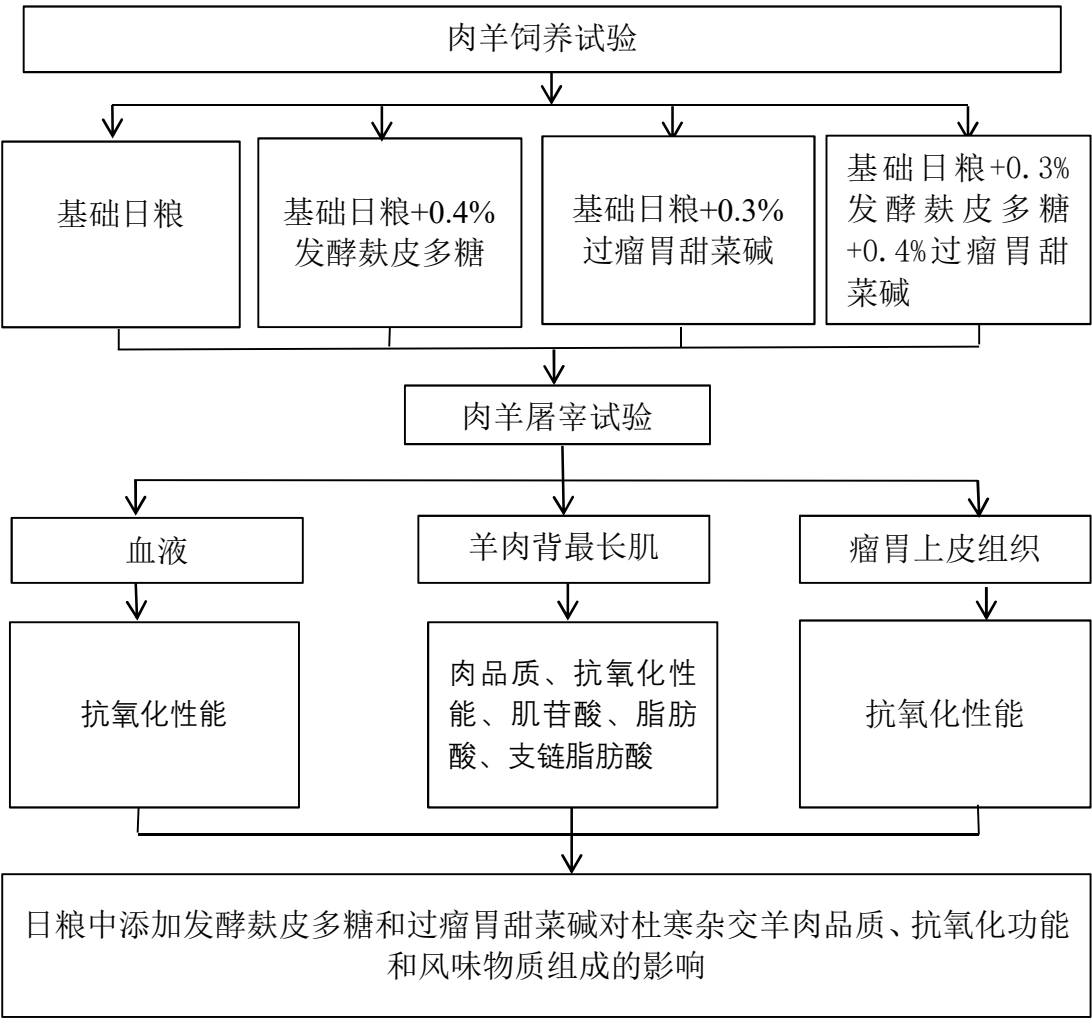 肉羊饲养试验
基础日粮
基础日粮+0.4%
发酵麸皮多糖
基础日粮+0.3%
过瘤胃甜菜碱
基础日粮+0.3%
发酵麸皮多糖
+0.4%过瘤胃甜
菜碱
肉羊屠宰试验
血液
羊肉背最长肌
瘤胃上皮组织
抗氧化性能
肉品质、抗氧化性
能、肌苷酸、脂肪
酸、支链脂肪酸
抗氧化性能
日粮中添加发酵麸皮多糖和过瘤胃甜菜碱对杜寒杂交羊肉品质、抗氧化功能
和风味物质组成的影响